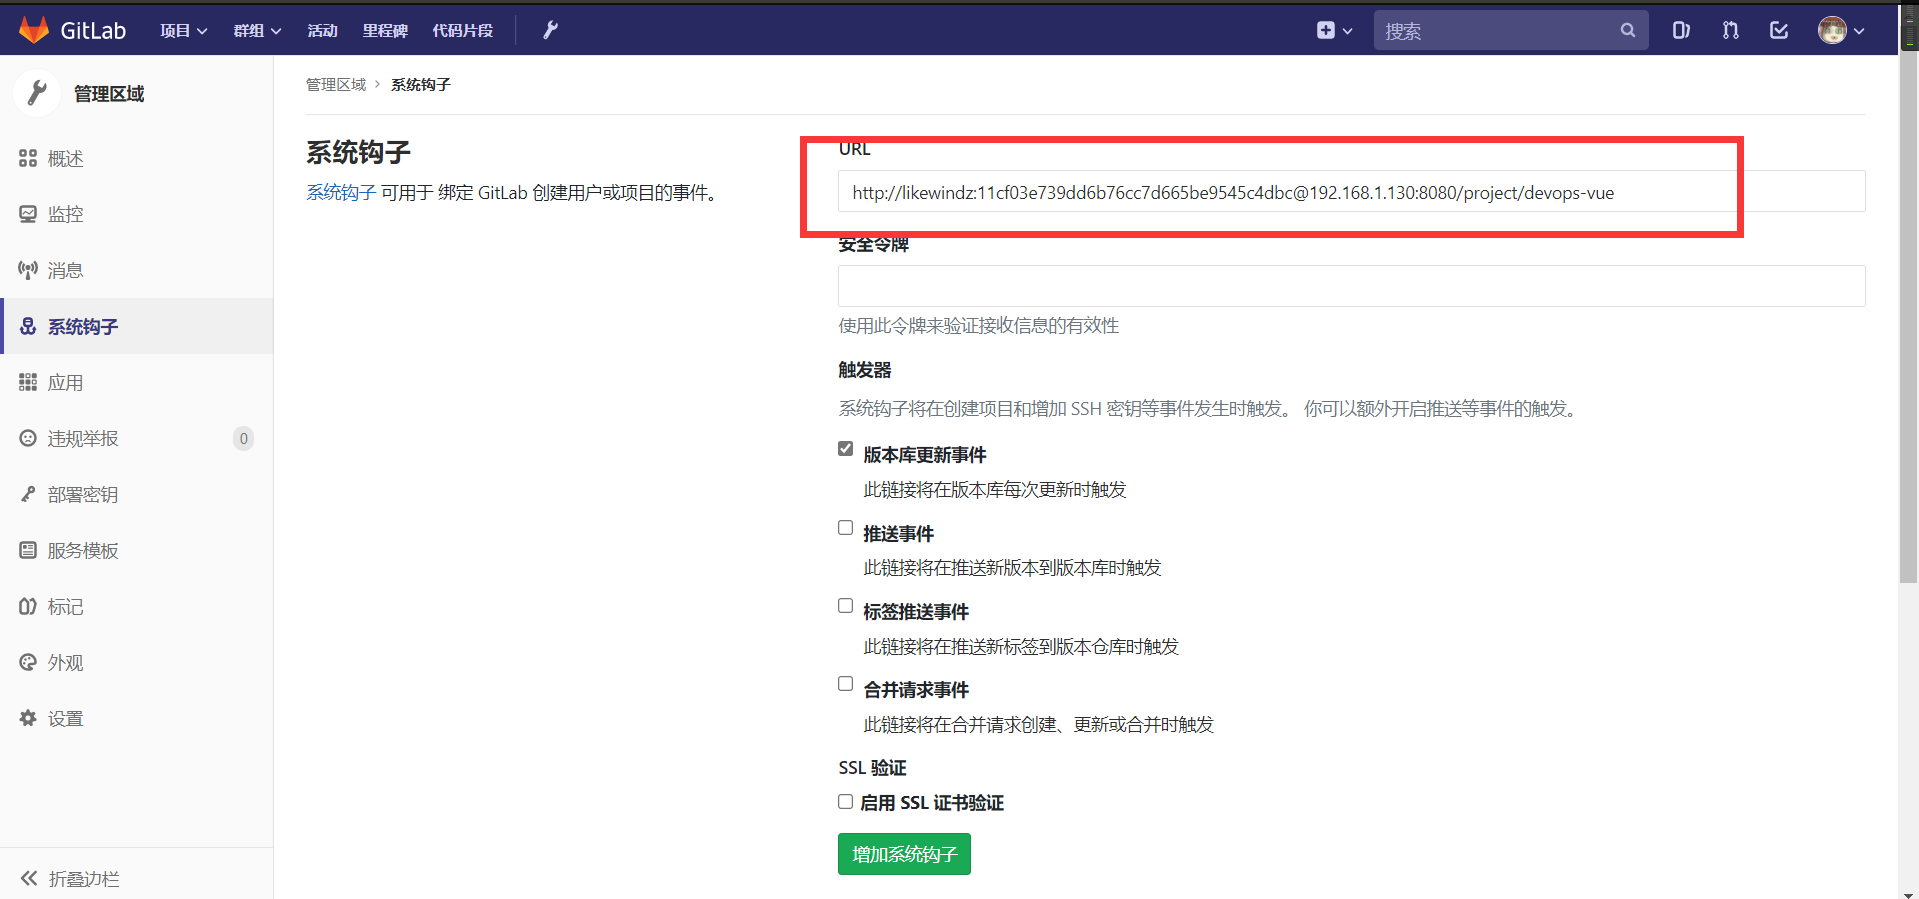 GitLab 项目 群组 活动 里程碑 代码片段 搜索
管理区域
管理区域 > 系统钩子
概述
监控
消息
系统钩子
应用
违规举报 0
部署密钥
服务模板
标记
外观
设置
折叠边栏
系统钩子
系统钩子 可用于 绑定 GitLab 创建用户或项目的事件。
URL
http://likewindz:11cf03e739dd6b76cc7d665be9545c4dbc@192.168.1.130:8080/project/devops-vue
安全令牌
使用此令牌来验证接收信息的有效性
触发器
系统钩子将在创建项目和增加 SSH 密钥等事件发生时触发。 你可以额外开启推送等事件的触发。
版本库更新事件
此链接将在版本库每次更新时触发
推送事件
此链接将在推送新版本到版本库时触发
标签推送事件
此链接将在推送新标签到版本仓库时触发
合并请求事件
此链接将在合并请求创建、更新或合并时触发
SSL 验证
启用 SSL 证书验证
增加系统钩子